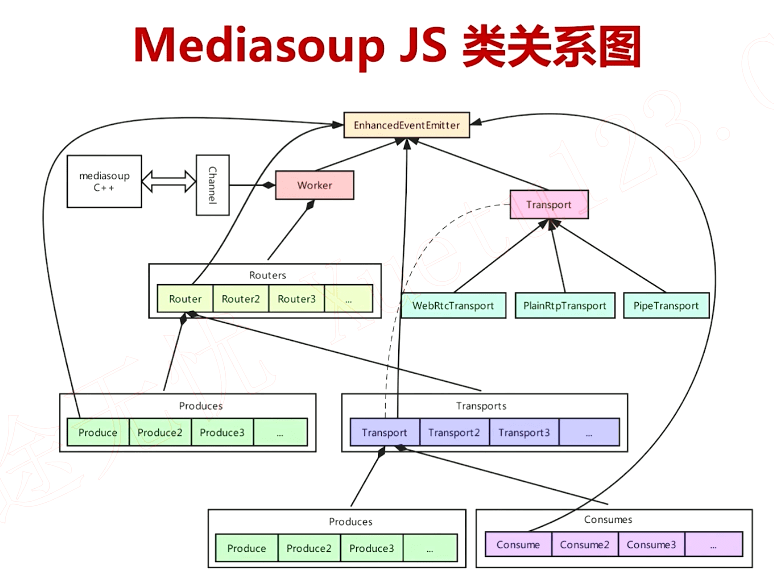 Mediasoup JS 类关系图
EnhancedEventEmitter
mediasoup
C++
Channel
Worker
Transport
Routers
Router Router2 Router3 ...
WebRtcTransport PlainRtpTransport PipeTransport
Produces
Produce Produce2 Produce3 ...
Transports
Transport Transport2 Transport3 ...
Produces
Produce Produce2 Produce3 ...
Consumes
Consume Consume2 Consume3 ...